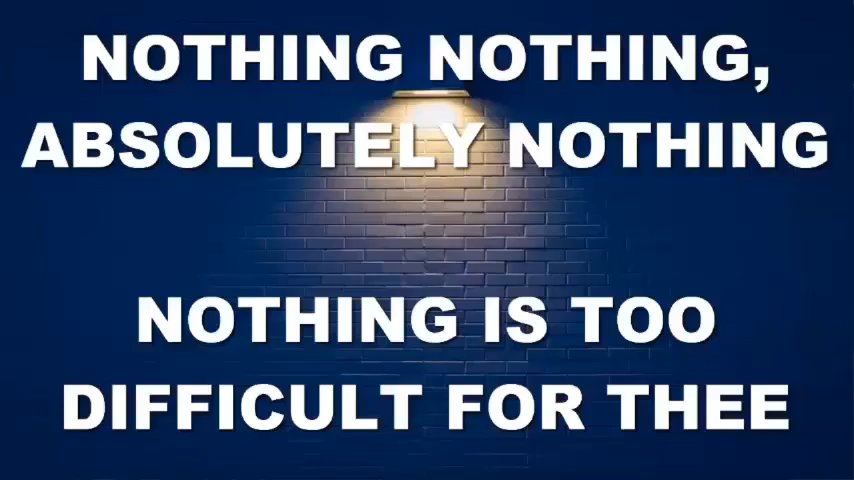 NOTHING NOTHING,
ABSOLUTELY NOTHING
NOTHING IS TOO
DIFFICULT FOR THEE